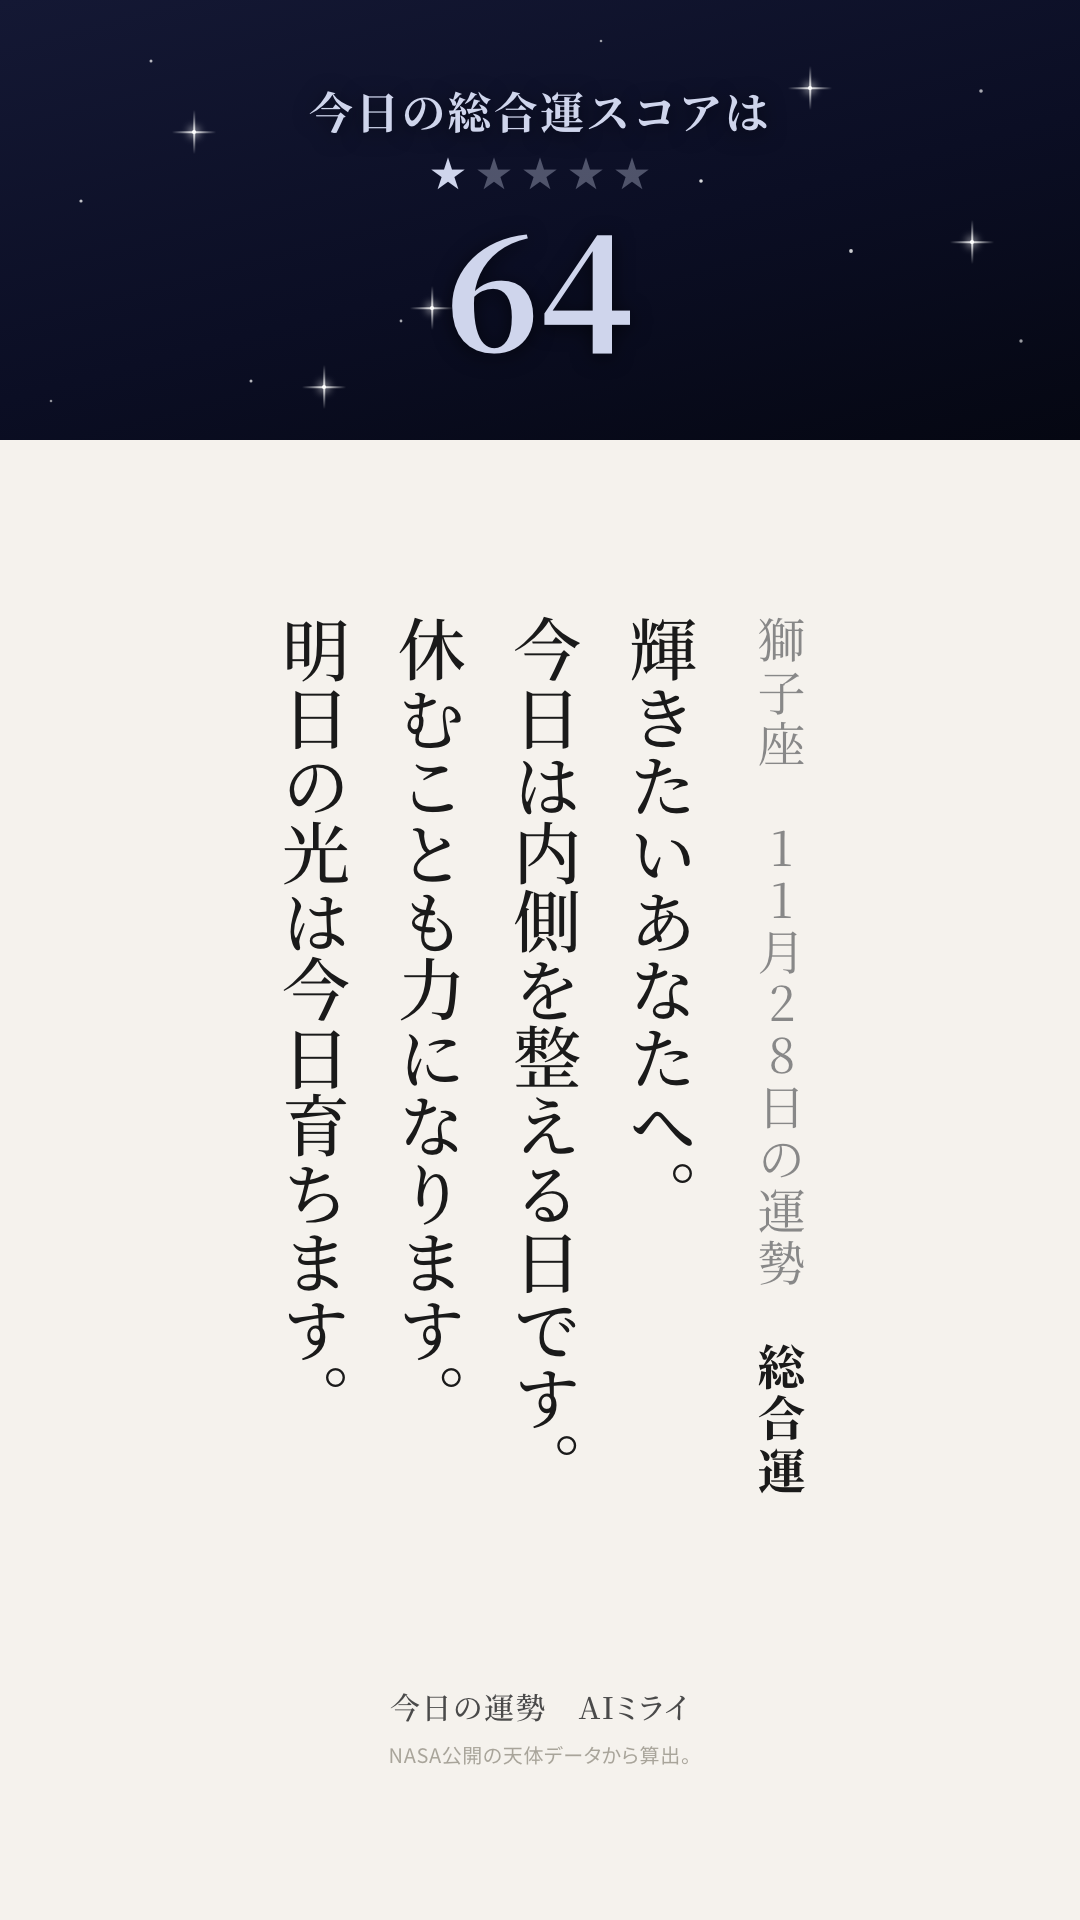 今日の総合運スコアは
★★★★★
64
獅子座　11月28日の運勢　総合運
輝きたいあなたへ。
今日は内側を整える日です。
休むことも力になります。
明日の光は今日育ちます。
今日の運勢　AIミライ
NASA公開の天体データから算出。